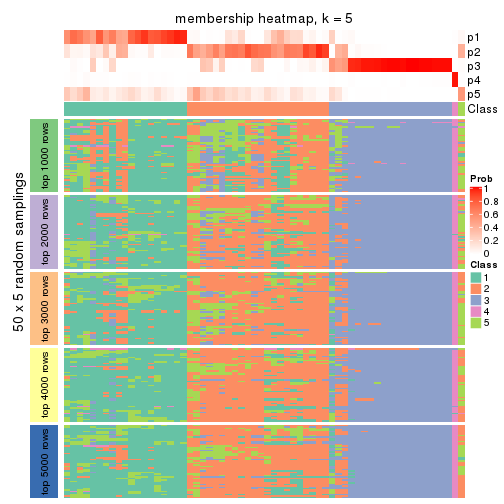 membership heatmap, k = 5
p1
p2
p3
p4
p5
Class
50 x 5 random samplings
top 1000 rows
top 2000 rows
top 3000 rows
top 4000 rows
top 5000 rows
Prob
1
0.8
0.6
0.4
0.2
0
Class
1
2
3
4
5